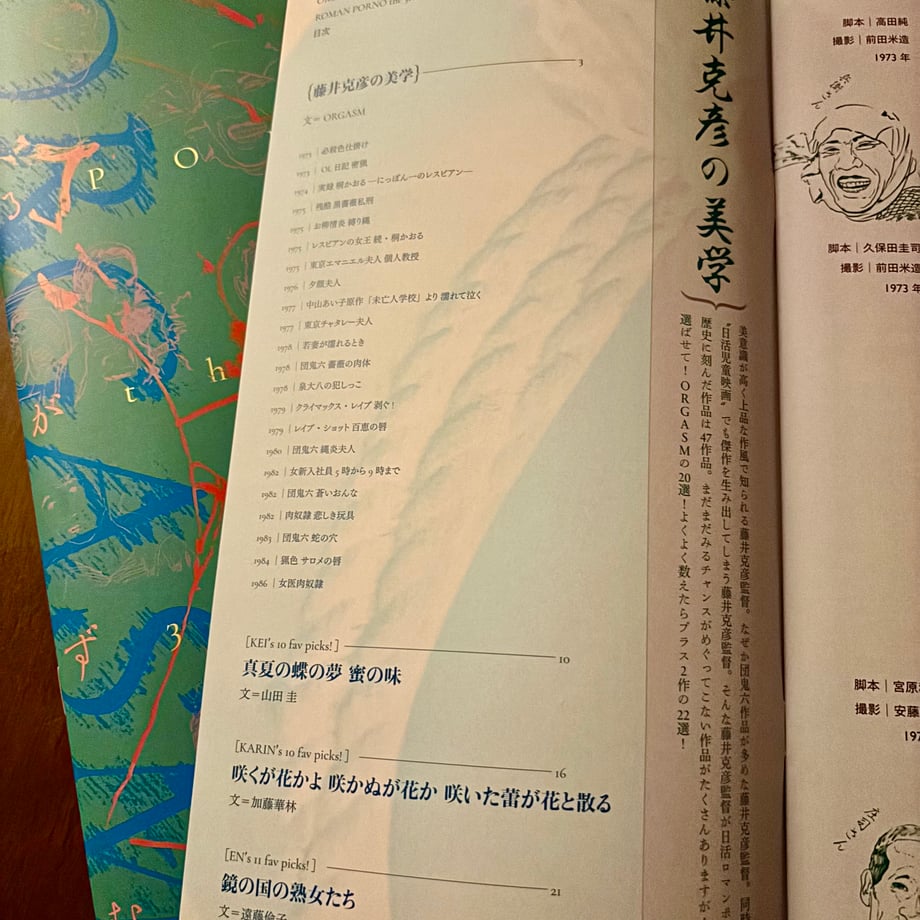 ROMAN PORNO
目次
{藤井克彦の美学}
3
文＝ORGASM
1973｜必殺色仕掛け
1973｜OL日記 密猟
1974｜実録 桐かおる ―にっぽん一のレスビアン―
1975｜残酷 黒薔薇私刑
1975｜お柳情炎 縛り縄
1975｜レスビアンの女王 続・桐かおる
1975｜東京エマニエル夫人 個人教授
1976｜夕顔夫人
1977｜中山あい子原作「未亡人学校」より 濡れて泣く
1977｜東京チャタレー夫人
1978｜若妻が濡れるとき
1978｜団鬼六 薔薇の肉体
1978｜泉大八の犯しっこ
1979｜クライマックス・レイプ 剥ぐ！
1979｜レイプ・ショット 百恵の唇
1980｜団鬼六 縄炎夫人
1982｜女新入社員 5時から9時まで
1982｜団鬼六 蒼いおんな
1982｜肉奴隷 悲しき玩具
1983｜団鬼六 蛇の穴
1984｜猟色 サロメの唇
1986｜女医肉奴隷
[KEI's 10 fav picks!]
10
真夏の蝶の夢 蜜の味
文＝山田 圭
[KARIN's 10 fav picks!]
16
咲くが花かよ 咲かぬが花か 咲いた蕾が花と散る
文＝加藤華林
[EN's 11 fav picks!]
21
鏡の国の熟女たち
文＝遠藤倫子
藤井克彦の美学}
美意識が高く上品な作風で知られる藤井克彦監督。なぜか団鬼六作品が多めな藤井克彦監督。同時
"日活児童映画"でも傑作を生み出してしまう藤井克彦監督。そんな藤井克彦監督が日活ロマンポ
歴史に刻んだ作品は47作品。まだまだみるチャンスがめぐってこない作品がたくさんありますが
選ばせて！ORGASMの20選！よくよく数えたらプラス2作の22選！
脚本｜高田純
撮影｜前田米造
1973年
脚本｜久保田圭司
撮影｜前田米造
1973年
脚本｜宮原
撮影｜安藤
197
3 P O
が
t h
ず
3